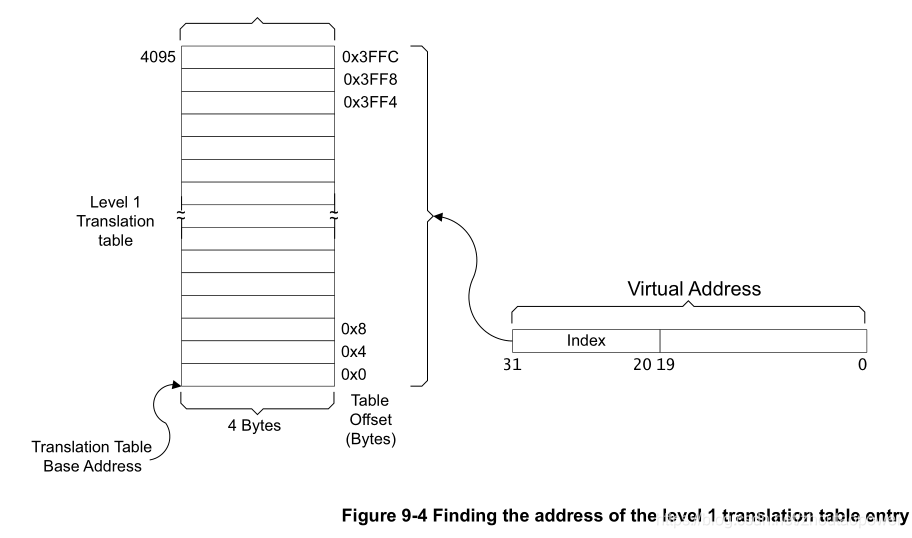 4095
0x3FFC
0x3FF8
0x3FF4
Level 1
Translation
table
Virtual Address
Index
31
20 19
0
0x8
0x4
0x0
Table
Offset
(Bytes)
4 Bytes
Translation Table
Base Address
Figure 9-4 Finding the address of the level 1 translation table entry